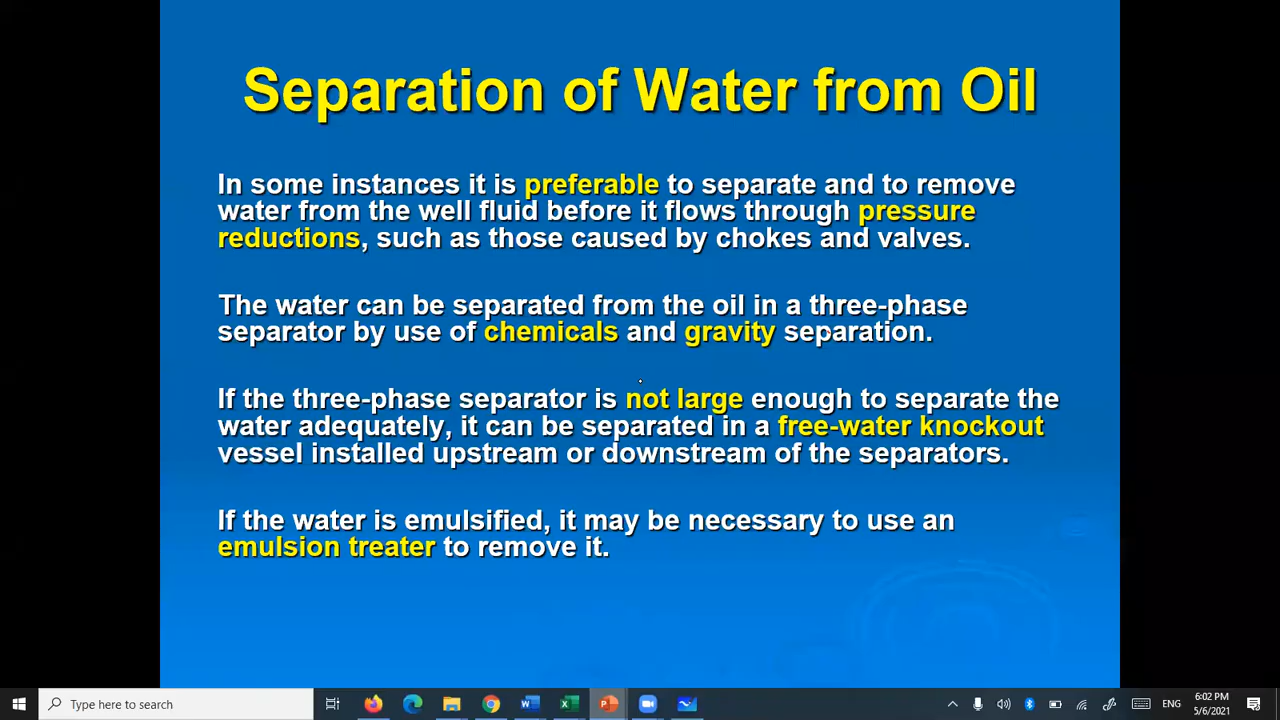 Separation of Water from Oil
In some instances it is preferable to separate and to remove
water from the well fluid before it flows through pressure
reductions, such as those caused by chokes and valves.
The water can be separated from the oil in a three-phase
separator by use of chemicals and gravity separation.
If the three-phase separator is not large enough to separate the
water adequately, it can be separated in a free-water knockout
vessel installed upstream or downstream of the separators.
If the water is emulsified, it may be necessary to use an
emulsion treater to remove it.
Type here to search
ENG
6:02 PM
5/6/2021